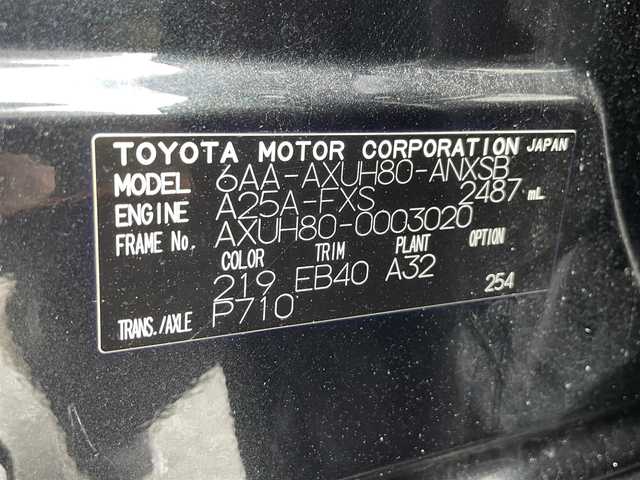 TOYOTA MOTOR CORPORATION JAPAN
MODEL 6AA-AXUH80-ANXSB
ENGINE A25A-FXS 2487 mL
FRAME No. AXUH80-0003020
COLOR TRIM PLANT OPTION
219 EB40 A32 254
TRANS./AXLE P710